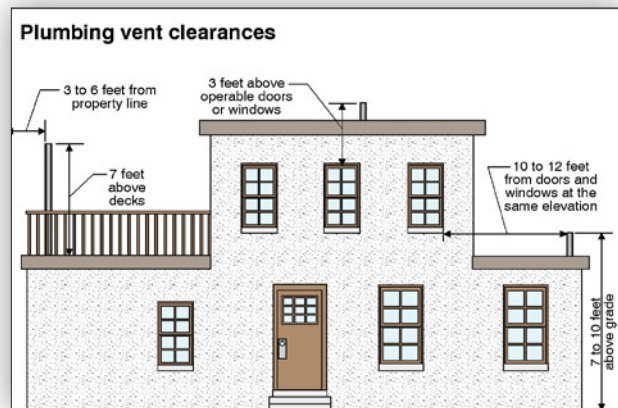 Plumbing vent clearances
3 to 6 feet from
property line
3 feet above
operable doors
or windows
7 feet
above
decks
10 to 12 feet
from doors and
windows at the
same elevation
7 to 10 feet
above grade